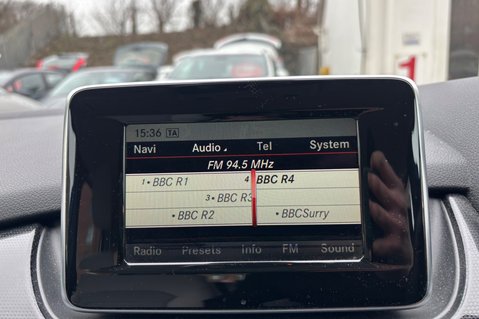 15:36 TA
Navi Audio Tel System
FM 94.5 MHz
1 • BBC R1 4 BBC R4
3 • BBC R3
• BBC R2 • BBCSurry
Radio Presets Info FM Sound
1